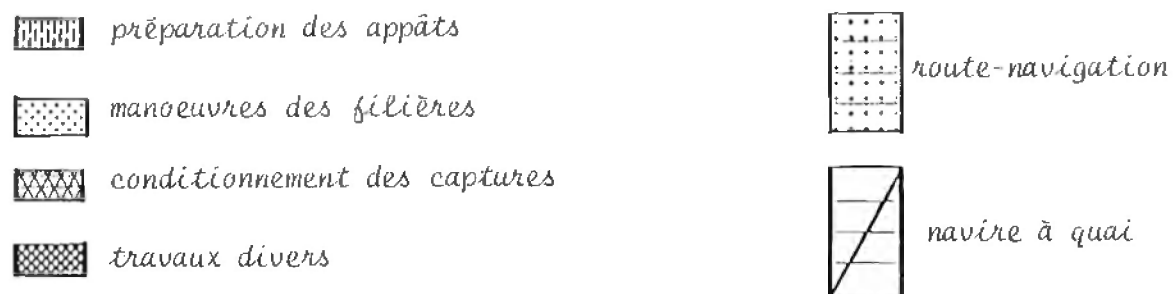 préparation des appâts
manoeuvres des filières
conditionnement des captures
travaux divers
route-navigation
navire à quai